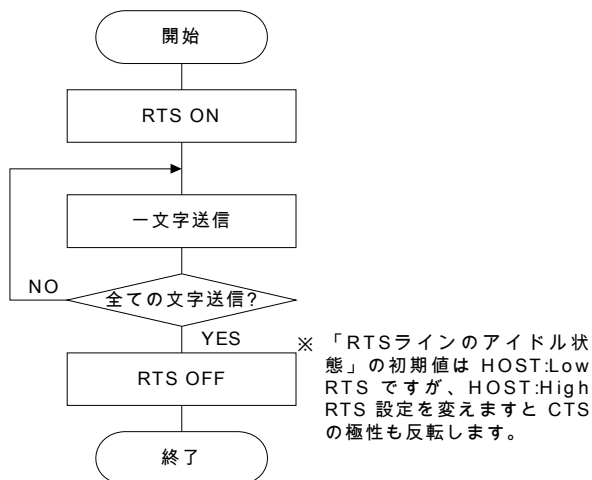 開始
RTS ON
一文字送信
NO
全ての文字送信?
YES
RTS OFF
終了
※ 「RTSラインのアイドル状
態」の初期値は HOST:Low
RTS ですが、HOST:High
RTS 設定を変えますと CTS
の極性も反転します。